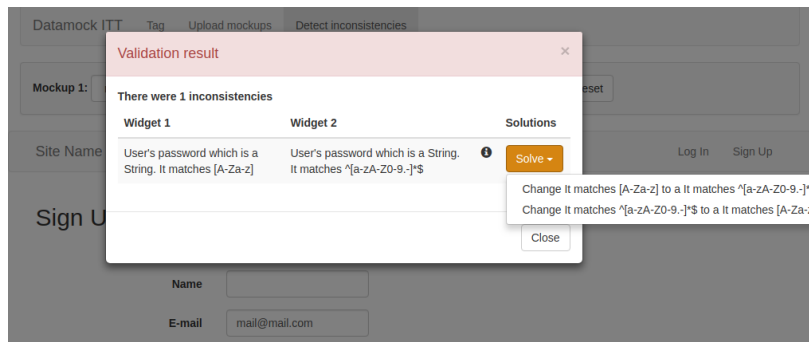 Datamock ITT Tag Upload mockups Detect inconsistencies
Validation result ×
Mockup 1: eset
There were 1 inconsistencies
Widget 1 Widget 2 Solutions
Site Name User's password which is a String. It matches [A-Za-z] User's password which is a String. It matches ^[a-zA-Z0-9.-]*$ Solve Log In Sign Up
Change It matches [A-Za-z] to a It matches ^[a-zA-Z0-9.-]*
Change It matches ^[a-zA-Z0-9.-]*$ to a It matches [A-Za-
Sign U
Close
Name
E-mail mail@mail.com